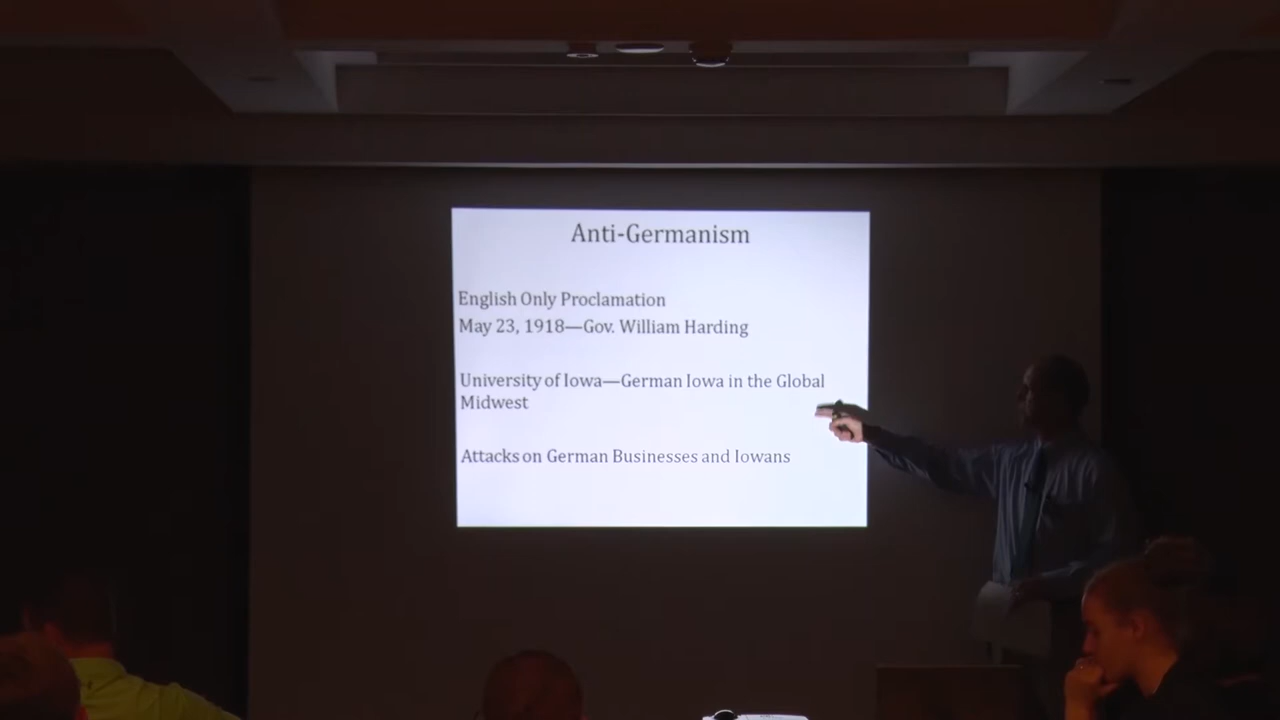 Anti-Germanism
English Only Proclamation
May 23, 1918—Gov. William Harding
University of Iowa—German Iowa in the Global
Midwest
Attacks on German Businesses and Iowans